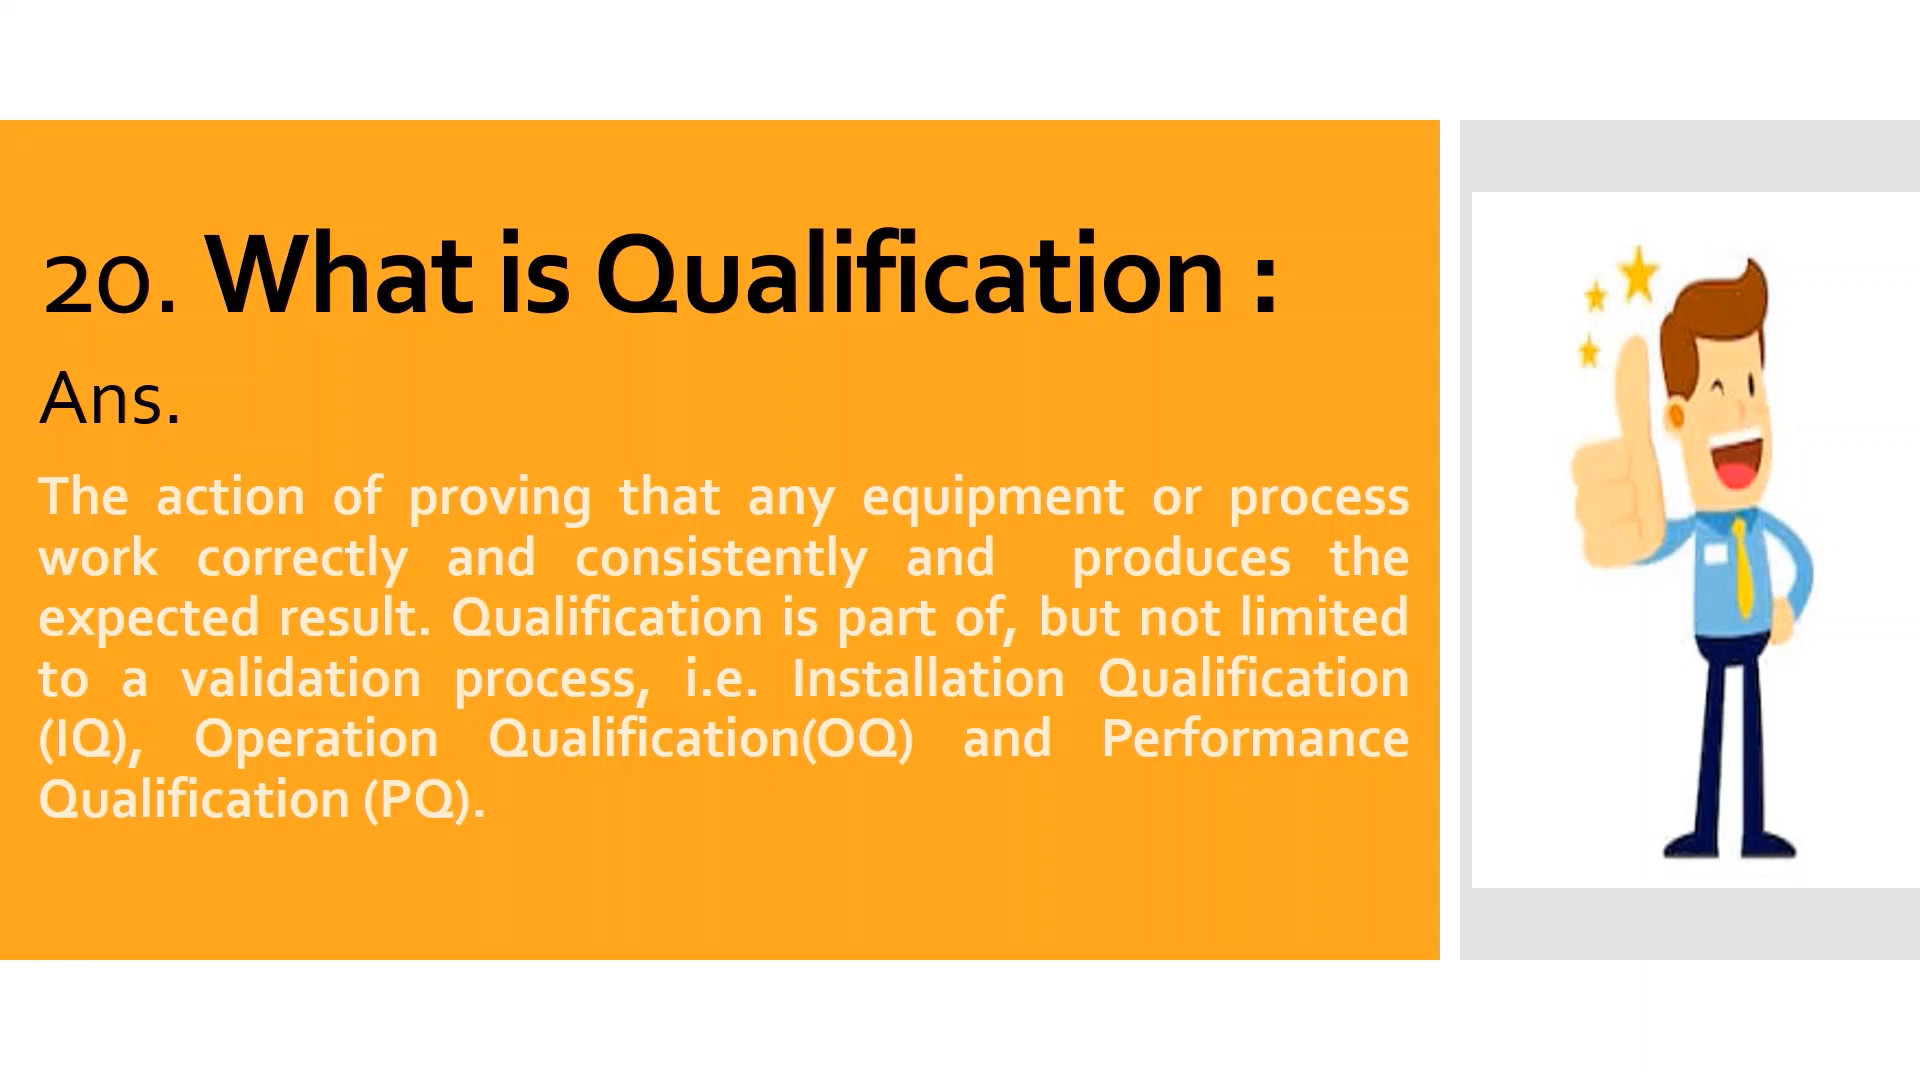 20. What is Qualification :
Ans.
The action of proving that any equipment or process
work correctly and consistently and produces the
expected result. Qualification is part of, but not limited
to a validation process, i.e. Installation Qualification
(IQ), Operation Qualification(OQ) and Performance
Qualification (PQ).